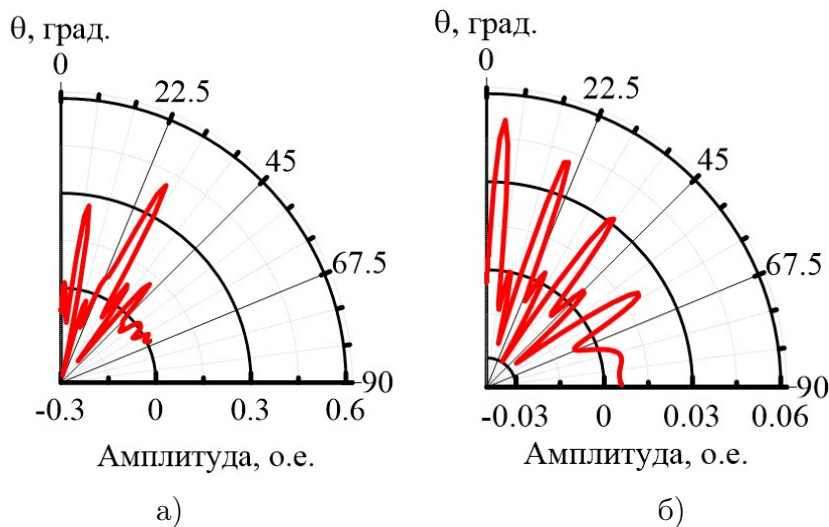 θ, град.
0
22.5
45
67.5
90
-0.3 0 0.3 0.6
Амплитуда, о.е.
а)
θ, град.
0
22.5
45
67.5
90
-0.03 0 0.03 0.06
Амплитуда, о.е.
б)